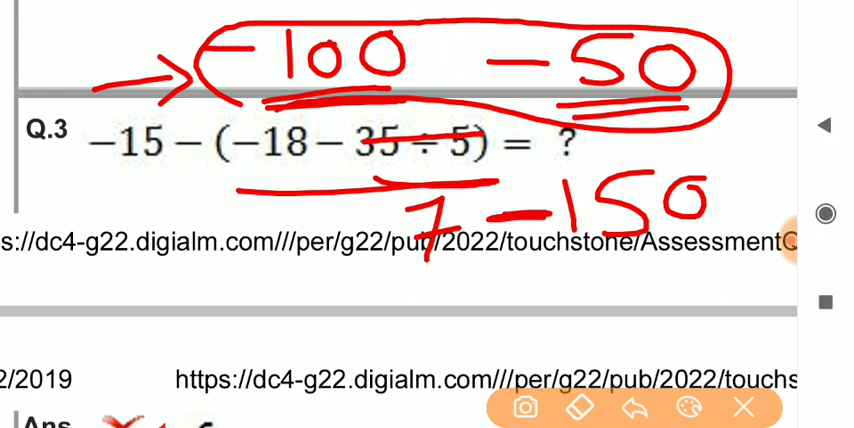 -100 -50
Q.3 −15 − (−18 − 35 ÷ 5) = ?
7 -150
s://dc4-g22.digialm.com///per/g22/pub/2022/touchstone/AssessmentQ
2/2019 https://dc4-g22.digialm.com///per/g22/pub/2022/touchs
Ans